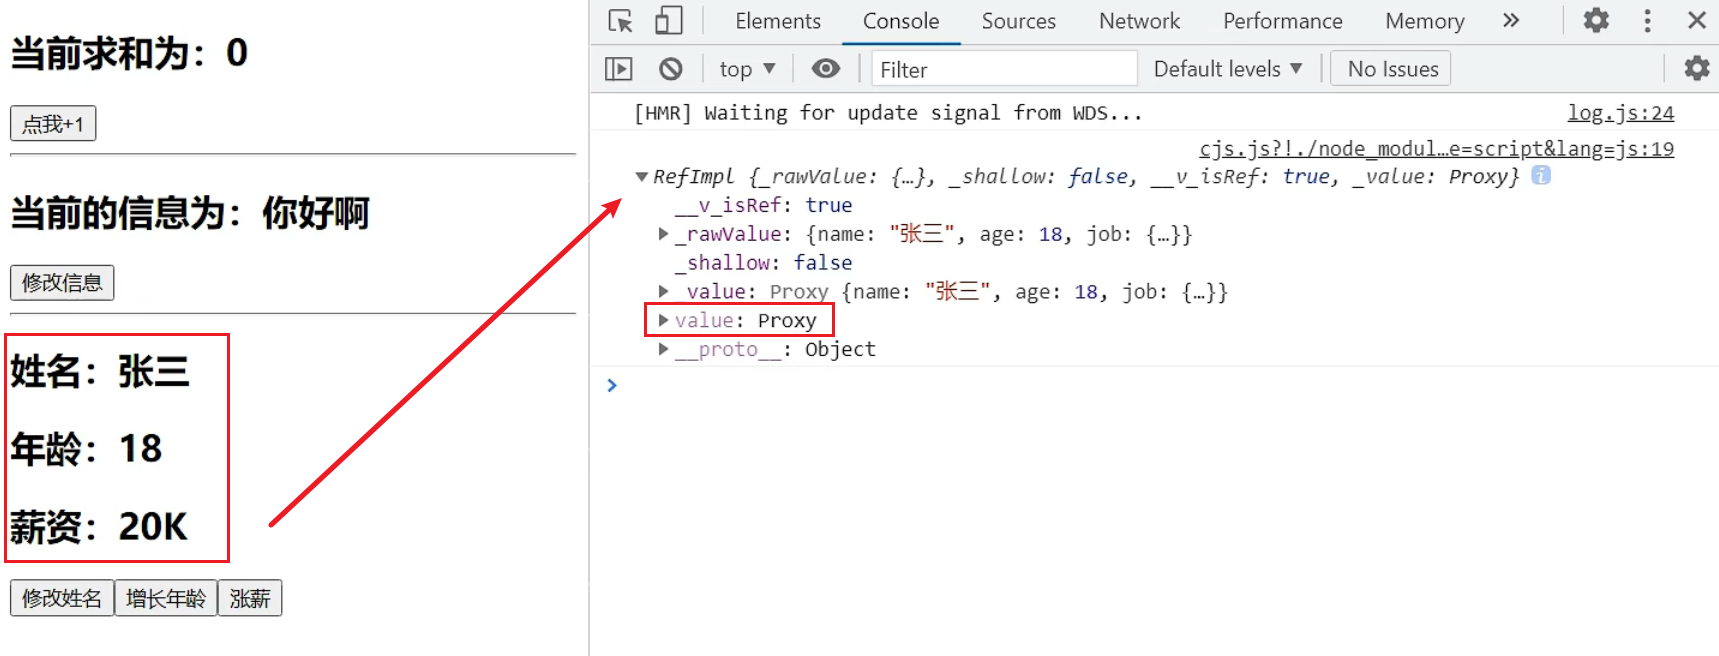 当前求和为：0
点我+1
当前的信息为：你好啊
修改信息
姓名：张三
年龄：18
薪资：20K
修改姓名 增长年龄 涨薪
Elements Console Sources Network Performance Memory »
top ▼ Filter Default levels ▼ No Issues
[HMR] Waiting for update signal from WDS... log.js:24
cjs.js?!./node_modul…e=script&lang=js:19
▼RefImpl {_rawValue: {…}, _shallow: false, __v_isRef: true, _value: Proxy} i
__v_isRef: true
▶_rawValue: {name: "张三", age: 18, job: {…}}
_shallow: false
▶_value: Proxy {name: "张三", age: 18, job: {…}}
▶value: Proxy
▶__proto__: Object
>